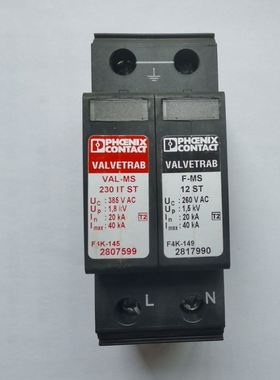 PHŒNIX
CONTACT
VALVETRAB
VAL-MS
230 IT ST
UC : 385 V AC
Up : 1,8 kV
In : 20 kA T2
Imax : 40 kA
F4K-145
2807599
PHŒNIX
CONTACT
VALVETRAB
F-MS
12 ST
UC : 260 V AC
Up : 1,5 kV
In : 20 kA T2
Imax : 40 kA
F4K-149
2817990
L N